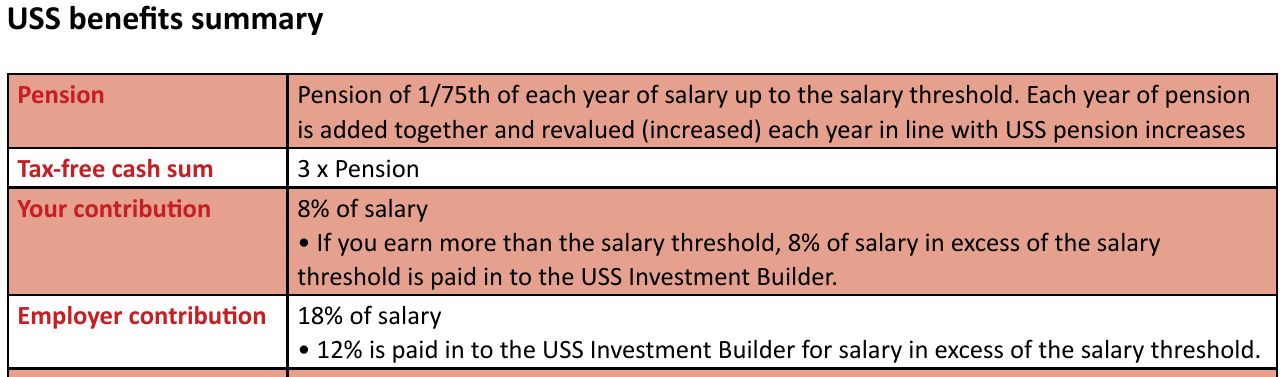 USS benefits summary
Pension
Pension of 1/75th of each year of salary up to the salary threshold. Each year of pension
is added together and revalued (increased) each year in line with USS pension increases
Tax-free cash sum
3 x Pension
Your contribution
8% of salary
• If you earn more than the salary threshold, 8% of salary in excess of the salary
threshold is paid in to the USS Investment Builder.
Employer contribution
18% of salary
• 12% is paid in to the USS Investment Builder for salary in excess of the salary threshold.